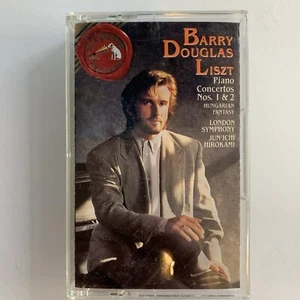 BARRY
DOUGLAS
LISZT
PIANO
CONCERTOS
NOS. 1 & 2
HUNGARIAN
FANTASY
LONDON
SYMPHONY
JUN'ICHI
HIROKAMI